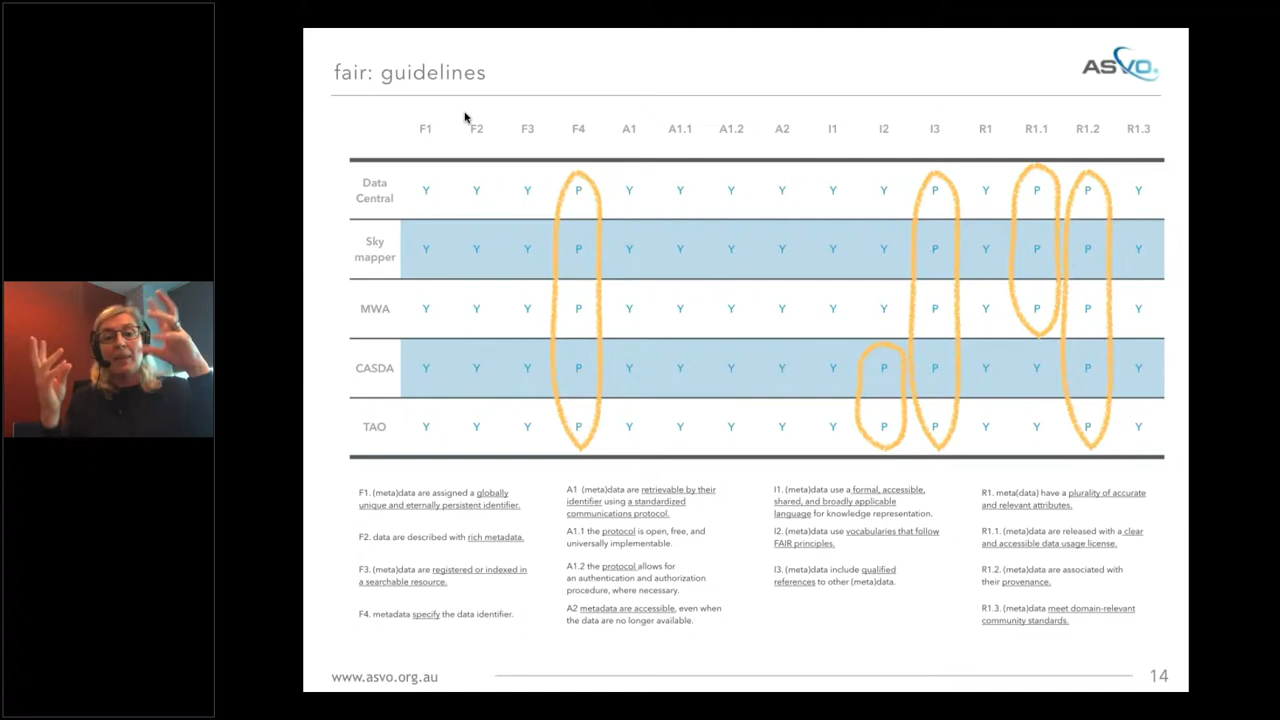 fair: guidelines
ASVO
F1 F2 F3 F4 A1 A1.1 A1.2 A2 I1 I2 I3 R1 R1.1 R1.2 R1.3
Data
Central
Y Y Y P Y Y Y Y Y Y P Y P P Y
Sky
mapper
Y Y Y P Y Y Y Y Y Y P Y P P Y
MWA Y Y Y P Y Y Y Y Y Y P Y P P Y
CASDA Y Y Y P Y Y Y Y Y P P Y Y P Y
TAO Y Y Y P Y Y Y Y Y P P Y Y P Y
F1. (meta)data are assigned a globally
unique and eternally persistent identifier.
F2. data are described with rich metadata.
F3. (meta)data are registered or indexed in
a searchable resource.
F4. metadata specify the data identifier.
A1 (meta)data are retrievable by their
identifier using a standardized
communications protocol.
A1.1 the protocol is open, free, and
universally implementable.
A1.2 the protocol allows for
an authentication and authorization
procedure, where necessary.
A2 metadata are accessible, even when
the data are no longer available.
I1. (meta)data use a formal, accessible,
shared, and broadly applicable
language for knowledge representation.
I2. (meta)data use vocabularies that follow
FAIR principles.
I3. (meta)data include qualified
references to other (meta)data.
R1. meta(data) have a plurality of accurate
and relevant attributes.
R1.1. (meta)data are released with a clear
and accessible data usage license.
R1.2. (meta)data are associated with
their provenance.
R1.3. (meta)data meet domain-relevant
community standards.
www.asvo.org.au
14